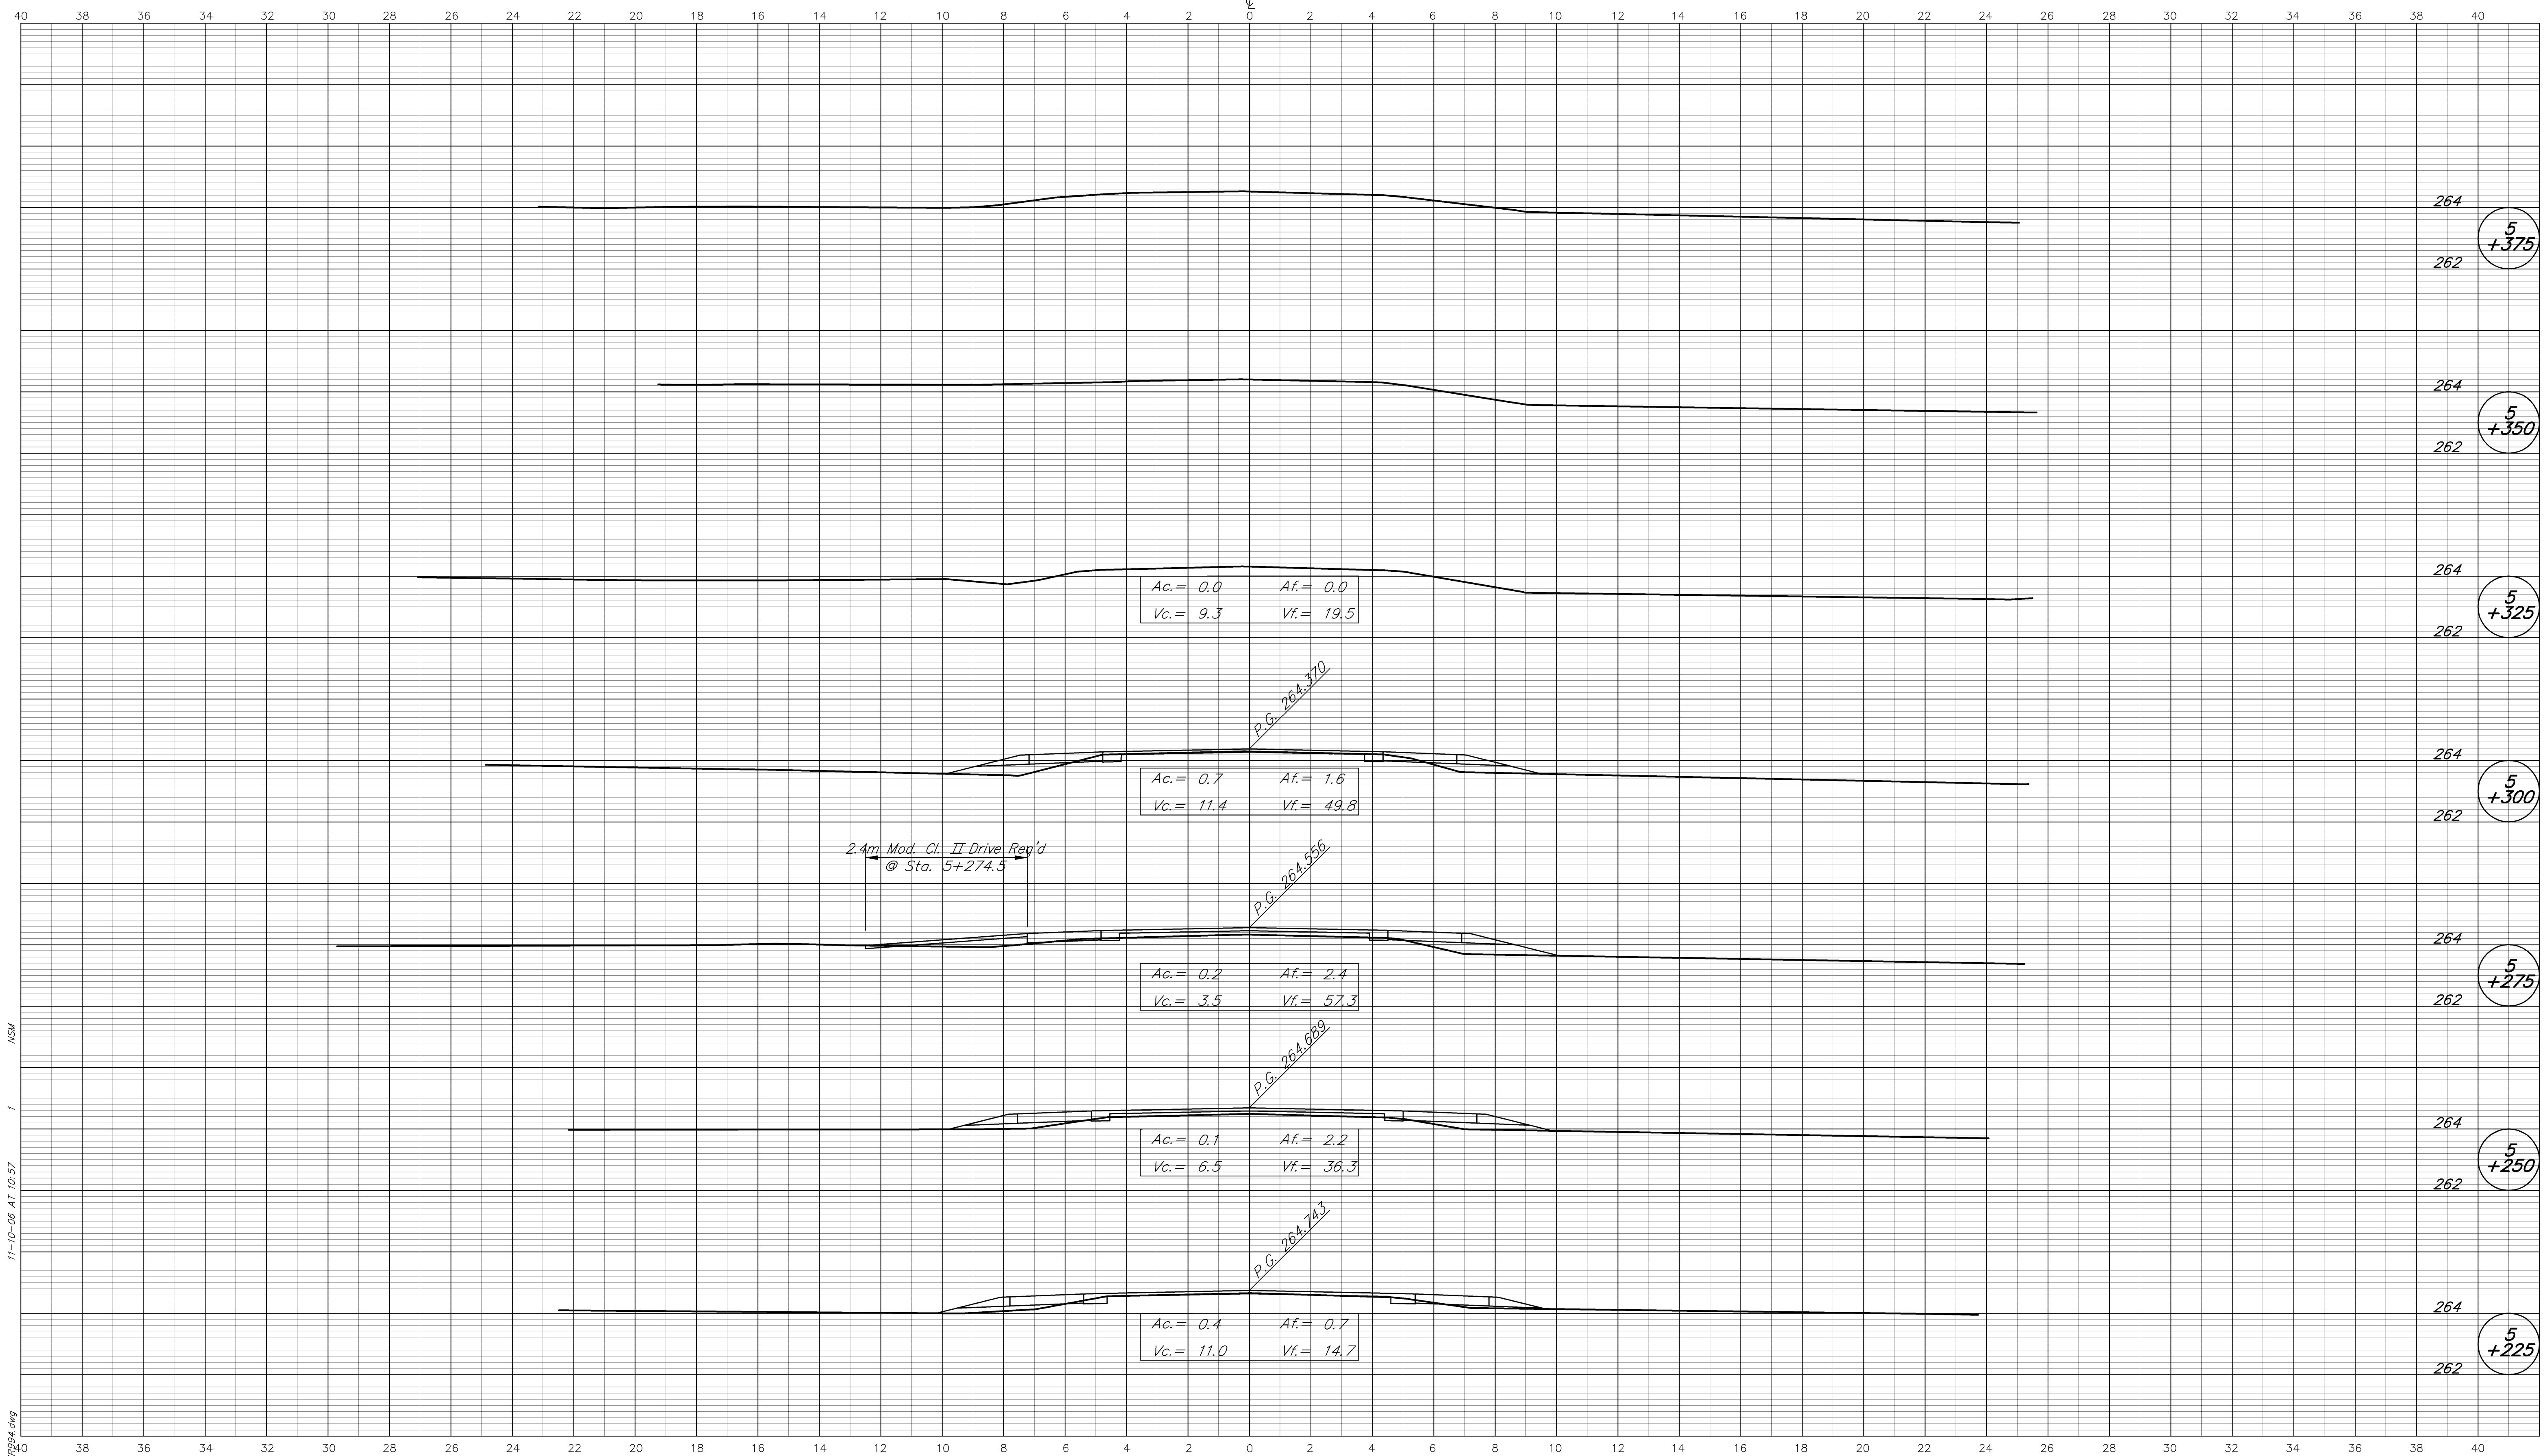 40 38 36 34 32 30 28 26 24 22 20 18 16 14 12 10 8 6 4 2 0 2 4 6 8 10 12 14 16 18 20 22 24 26 28 30 32 34 36 38 40
℄
264
5
+375
262
264
5
+350
262
264
5
+325
262
Ac.= 0.0 Af.= 0.0
Vc.= 9.3 Vf.= 19.5
P.G. 264.370
264
5
+300
262
Ac.= 0.7 Af.= 1.6
Vc.= 11.4 Vf.= 49.8
2.4m Mod. Cl. II Drive Req'd
@ Sta. 5+274.5
P.G. 264.556
264
5
+275
262
Ac.= 0.2 Af.= 2.4
Vc.= 3.5 Vf.= 57.3
P.G. 264.689
264
5
+250
262
Ac.= 0.1 Af.= 2.2
Vc.= 6.5 Vf.= 36.3
P.G. 264.743
264
5
+225
262
Ac.= 0.4 Af.= 0.7
Vc.= 11.0 Vf.= 14.7
40 38 36 34 32 30 28 26 24 22 20 18 16 14 12 10 8 6 4 2 0 2 4 6 8 10 12 14 16 18 20 22 24 26 28 30 32 34 36 38 40
11-10-06 AT 10:57 1 NSM